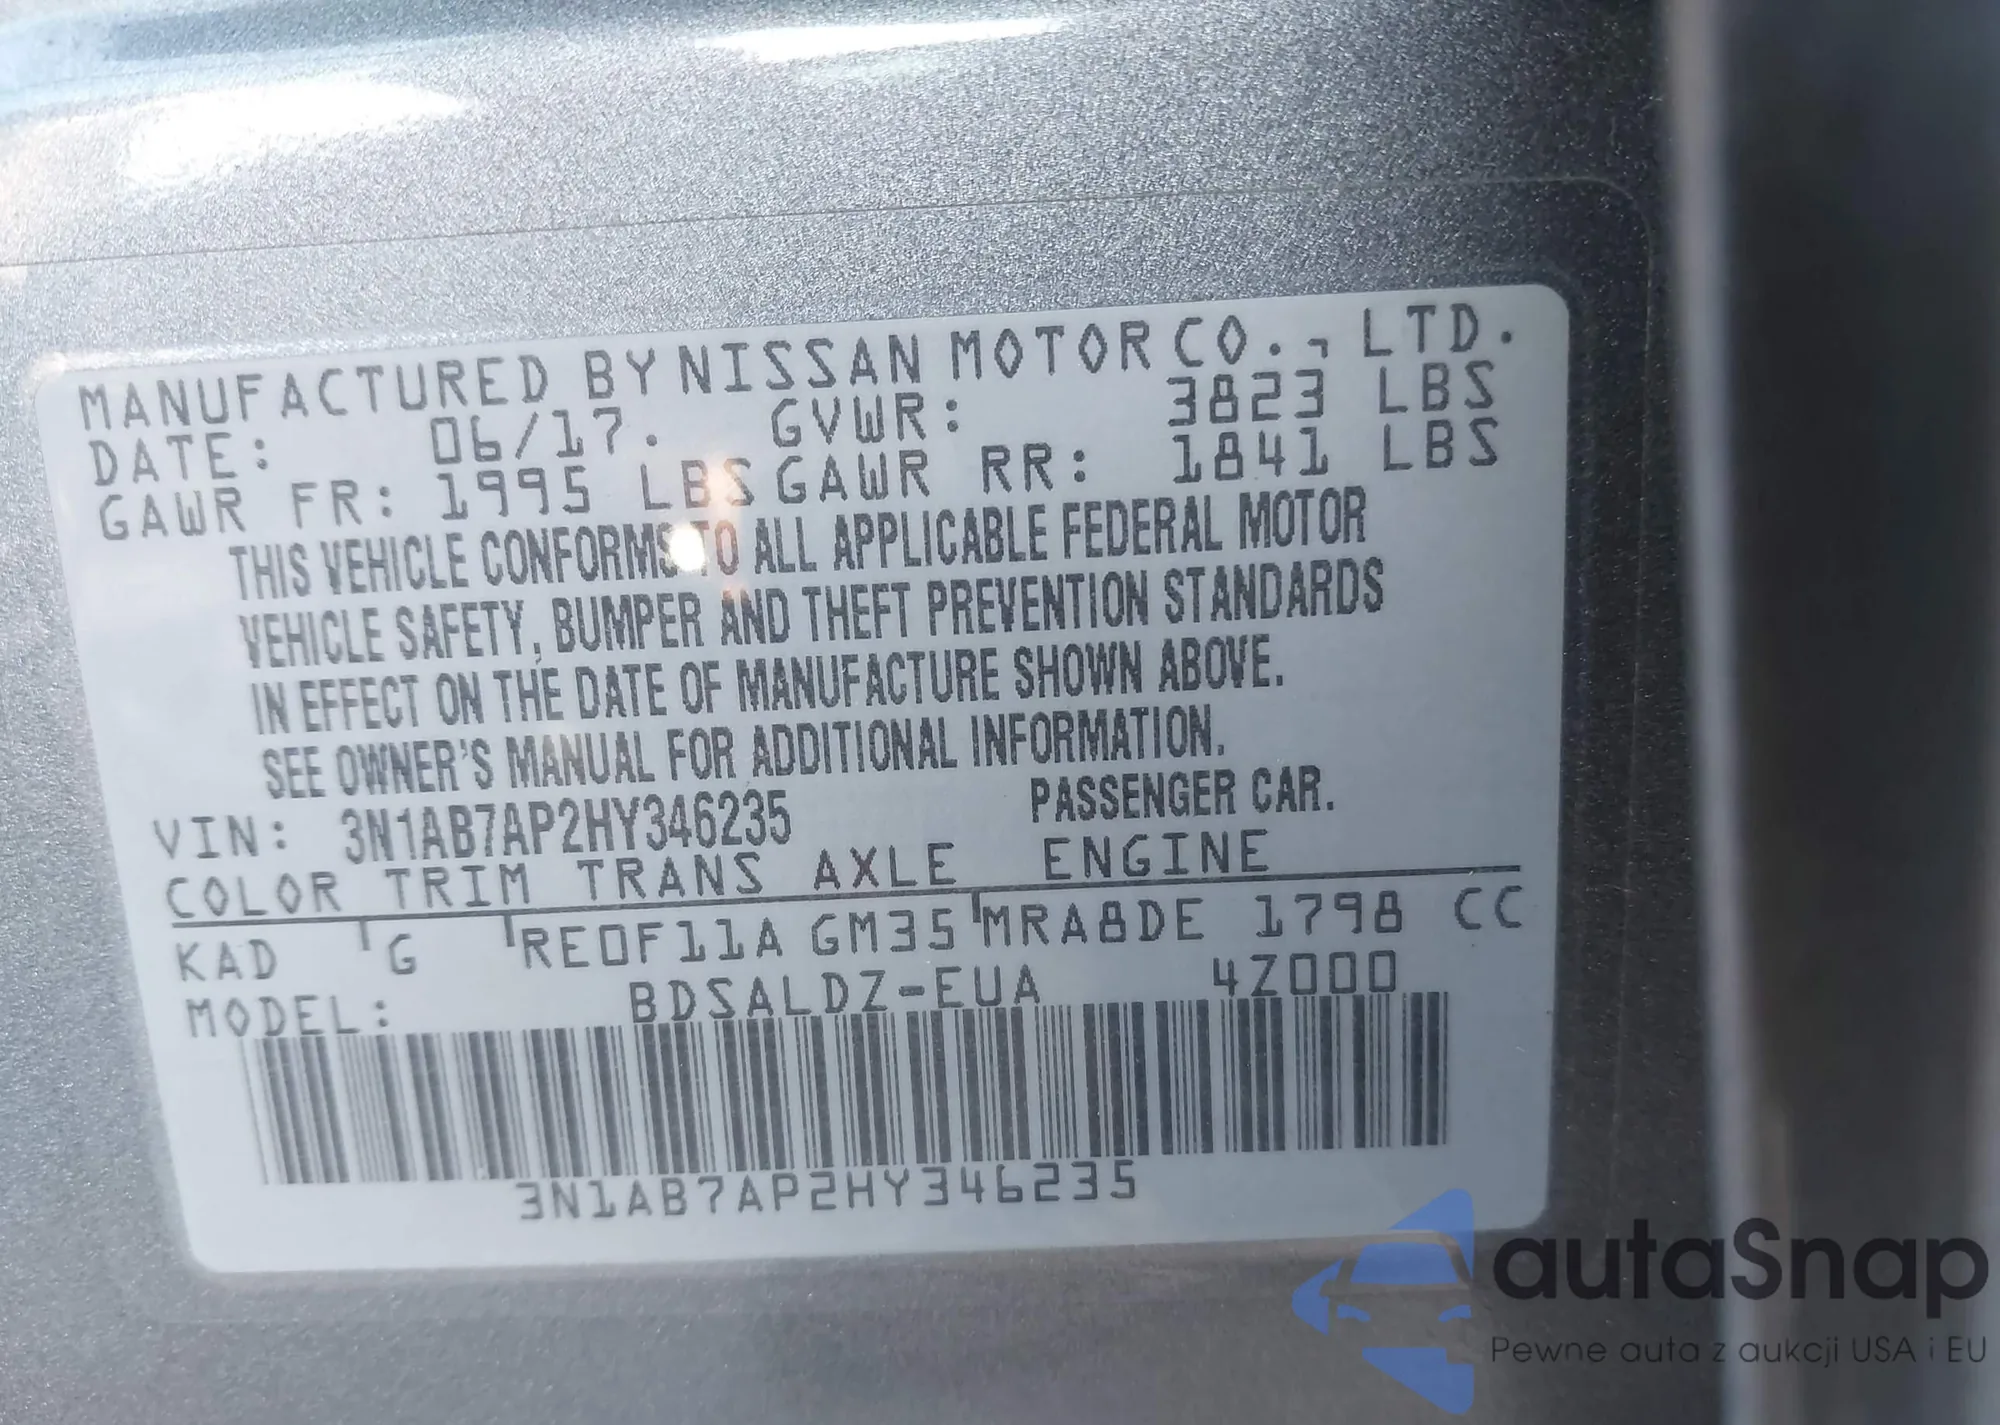 MANUFACTURED BY NISSAN MOTOR CO., LTD.
DATE: 06/17. GVWR: 3823 LBS
GAWR FR: 1995 LBS GAWR RR: 1841 LBS
THIS VEHICLE CONFORMS TO ALL APPLICABLE FEDERAL MOTOR
VEHICLE SAFETY, BUMPER AND THEFT PREVENTION STANDARDS
IN EFFECT ON THE DATE OF MANUFACTURE SHOWN ABOVE.
SEE OWNER'S MANUAL FOR ADDITIONAL INFORMATION.
VIN: 3N1AB7AP2HY346235 PASSENGER CAR.
COLOR TRIM TRANS AXLE ENGINE
KAD G RE0F11A GM35 MRA8DE 1798 CC
MODEL: BDSALDZ-EUA 4Z000
3N1AB7AP2HY346235
autaSnap
Pewne auta z aukcji USA i EU